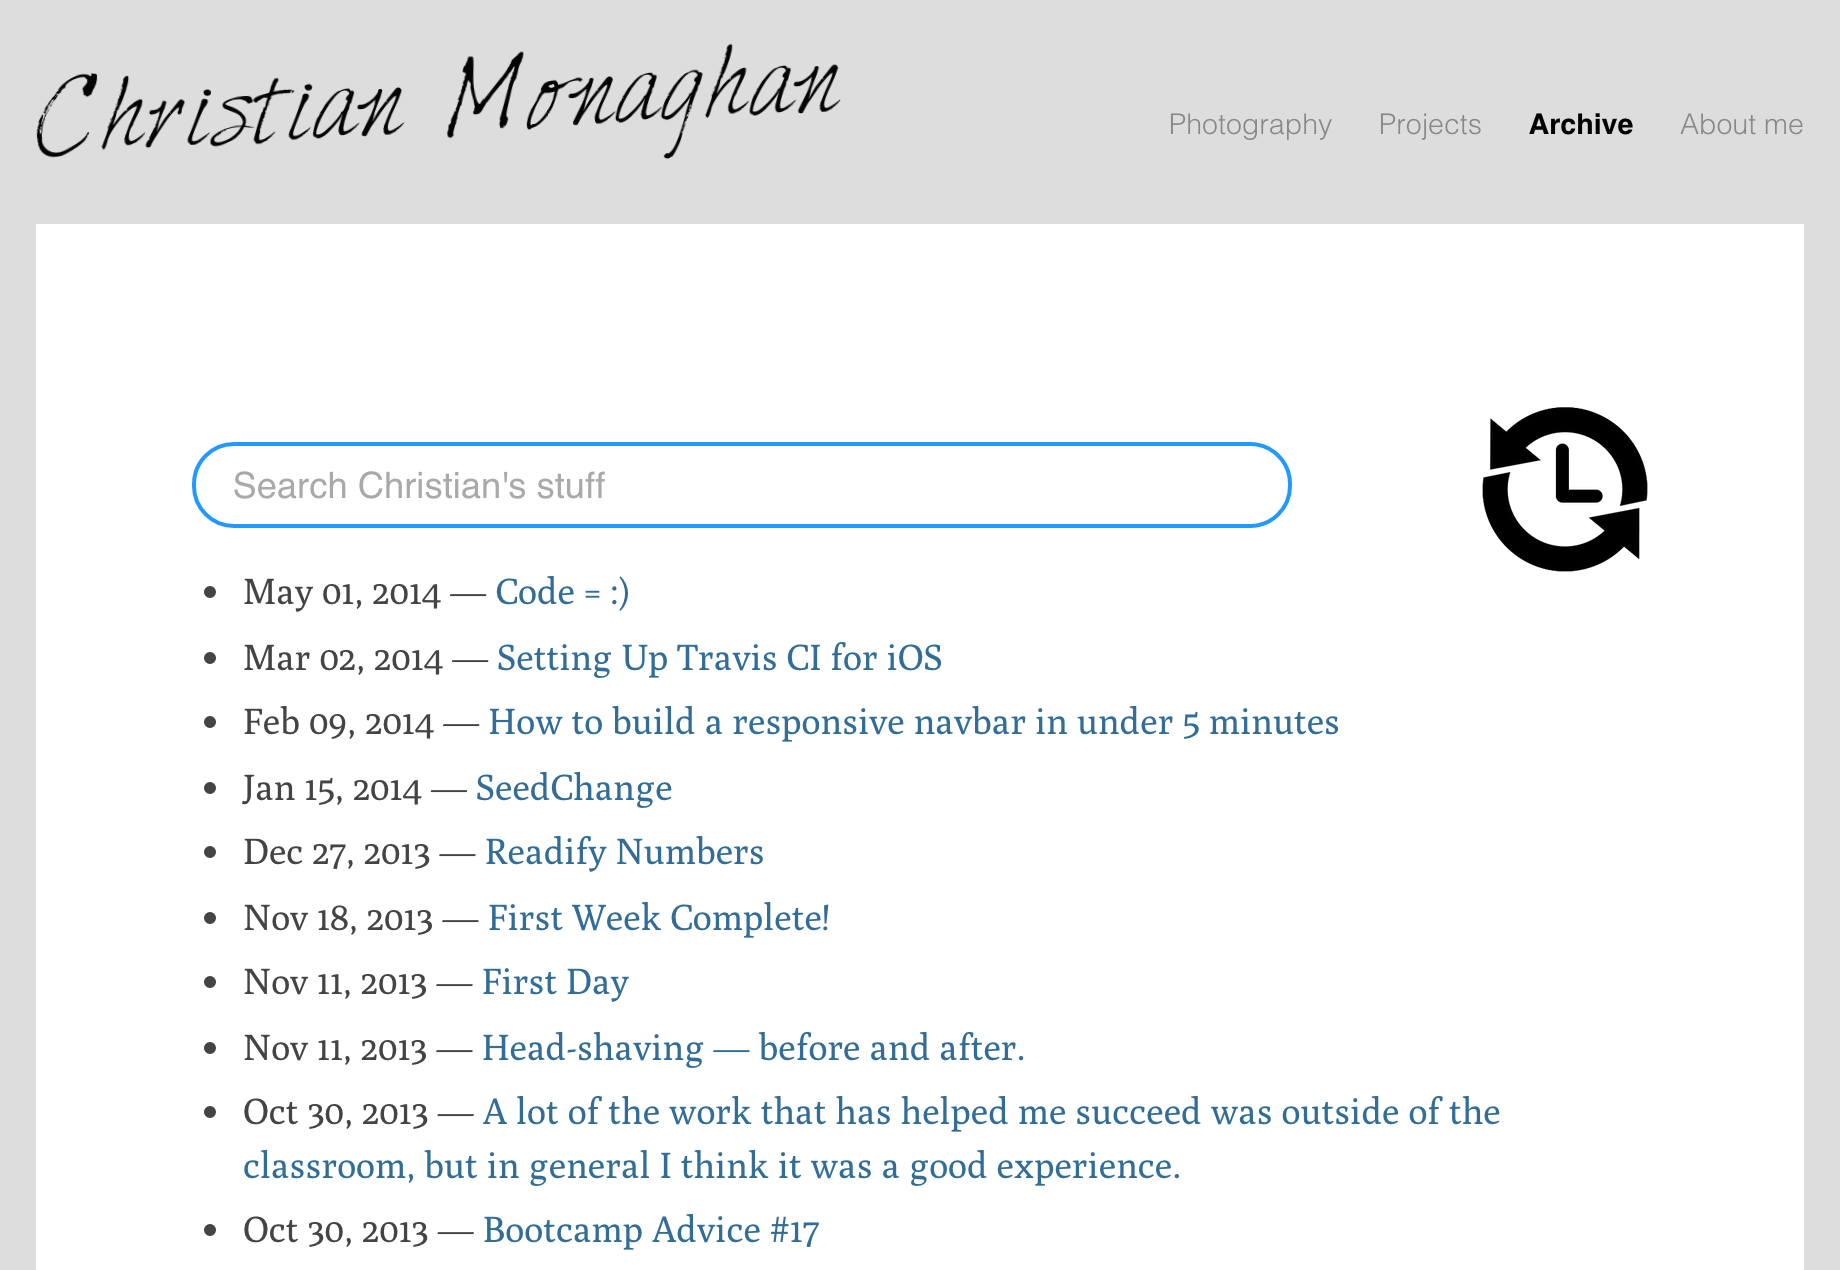 Christian Monaghan
Photography Projects Archive About me
Search Christian's stuff
• May 01, 2014 — Code = :)
• Mar 02, 2014 — Setting Up Travis CI for iOS
• Feb 09, 2014 — How to build a responsive navbar in under 5 minutes
• Jan 15, 2014 — SeedChange
• Dec 27, 2013 — Readify Numbers
• Nov 18, 2013 — First Week Complete!
• Nov 11, 2013 — First Day
• Nov 11, 2013 — Head-shaving — before and after.
• Oct 30, 2013 — A lot of the work that has helped me succeed was outside of the
classroom, but in general I think it was a good experience.
• Oct 30, 2013 — Bootcamp Advice #17